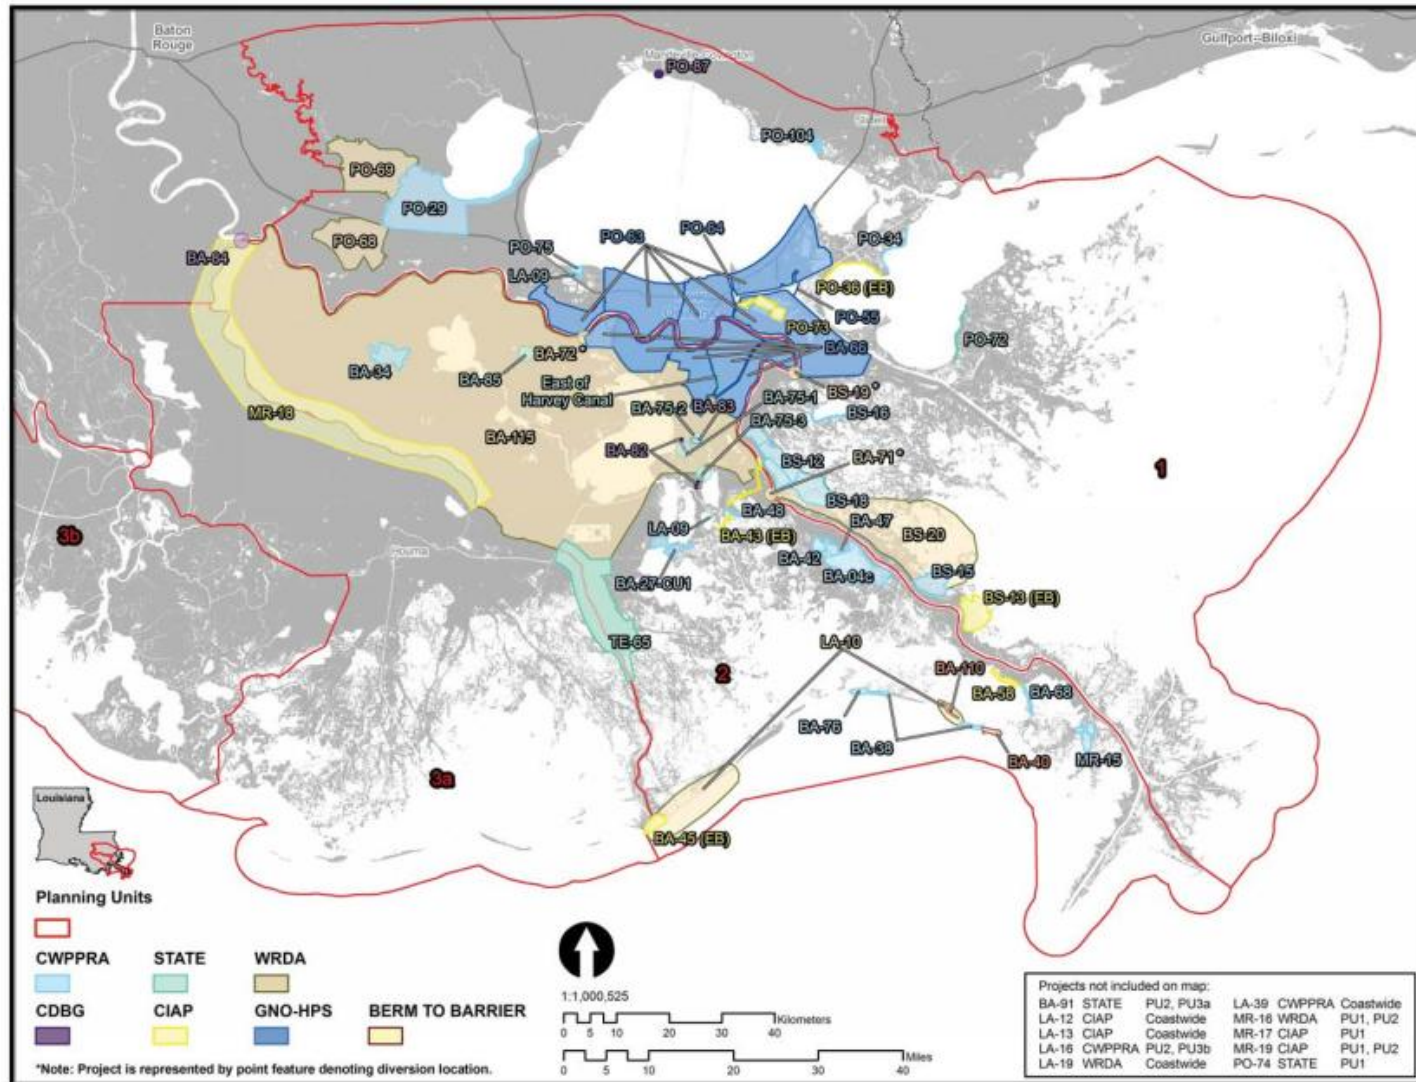 Baton
Rouge
Gulfport-Biloxi
Mandeville-Covington
PO-87
Slidell
PO-104
PO-69
PO-29
PO-63
PO-64
PO-34
PO-68
PO-75
BA-84
LA-09
PO-36 (EB)
PO-55
PO-73
PO-72
BA-72*
BA-66
BA-34
BA-85
East of
Harvey Canal
BS-19*
BA-75-1
BA-75-2
BA-83
BS-16
MR-18
BA-75-3
BA-115
BA-82
BS-12
BA-71*
1
BS-18
BA-48
BA-47
LA-09
BA-43 (EB)
BS-20
3b
Houma
BA-42
BA-27-CU1
BA-04c
BS-15
BS-13 (EB)
TE-65
LA-10
2
BA-110
BA-58
BA-68
BA-76
BA-38
BA-40
MR-15
3a
BA-45 (EB)
Louisiana
Planning Units
CWPPRA STATE WRDA
CDBG CIAP GNO-HPS BERM TO BARRIER
*Note: Project is represented by point feature denoting diversion location.
1:1,000,525
Kilometers
0 5 10 20 30 40
Miles
0 5 10 20 30 40
Projects not included on map:
BA-91 STATE PU2, PU3a LA-39 CWPPRA Coastwide
LA-12 CIAP Coastwide MR-16 WRDA PU1, PU2
LA-13 CIAP Coastwide MR-17 CIAP PU1
LA-16 CWPPRA PU2, PU3b MR-19 CIAP PU1, PU2
LA-19 WRDA Coastwide PO-74 STATE PU1